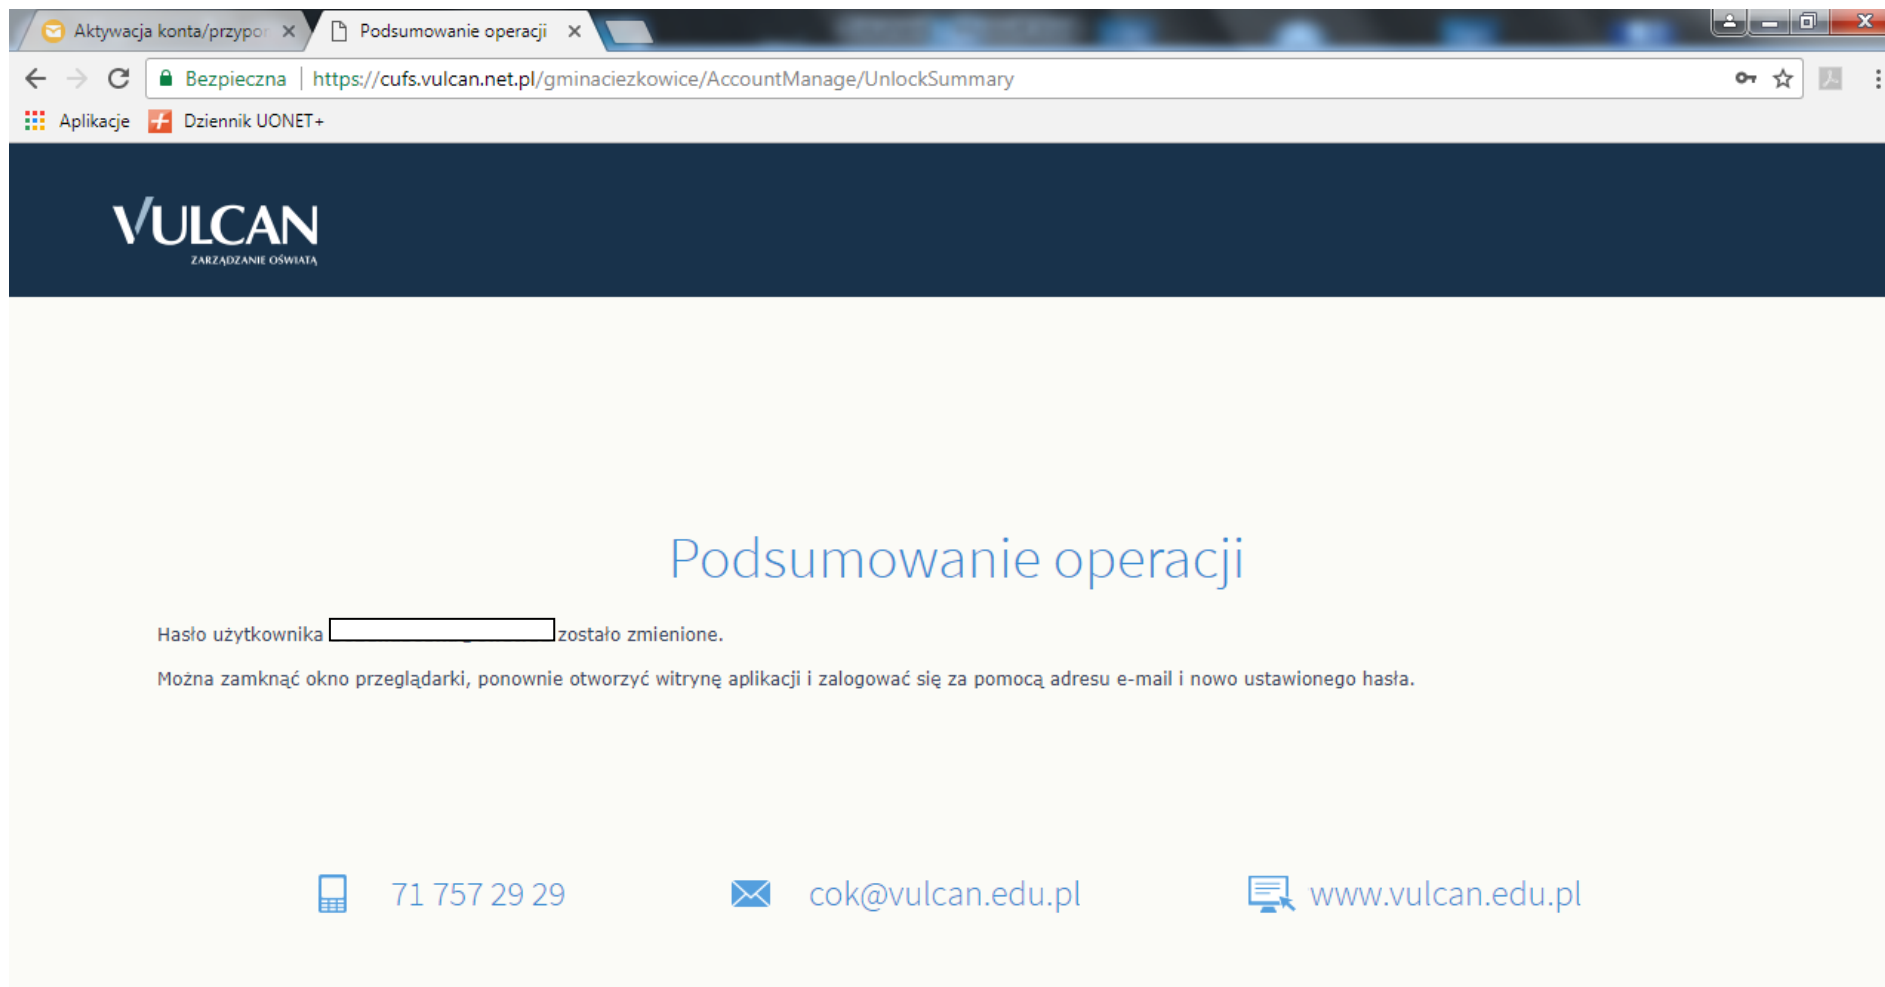 Aktywacja konta/przypor
Podsumowanie operacji
Bezpieczna | https://cufs.vulcan.net.pl/gminaciezkowice/AccountManage/UnlockSummary
Aplikacje Dziennik UONET+
VULCAN
ZARZĄDZANIE OŚWIATĄ
Podsumowanie operacji
Hasło użytkownika zostało zmienione.
Można zamknąć okno przeglądarki, ponownie otworzyć witrynę aplikacji i zalogować się za pomocą adresu e-mail i nowo ustawionego hasła.
71 757 29 29 cok@vulcan.edu.pl www.vulcan.edu.pl